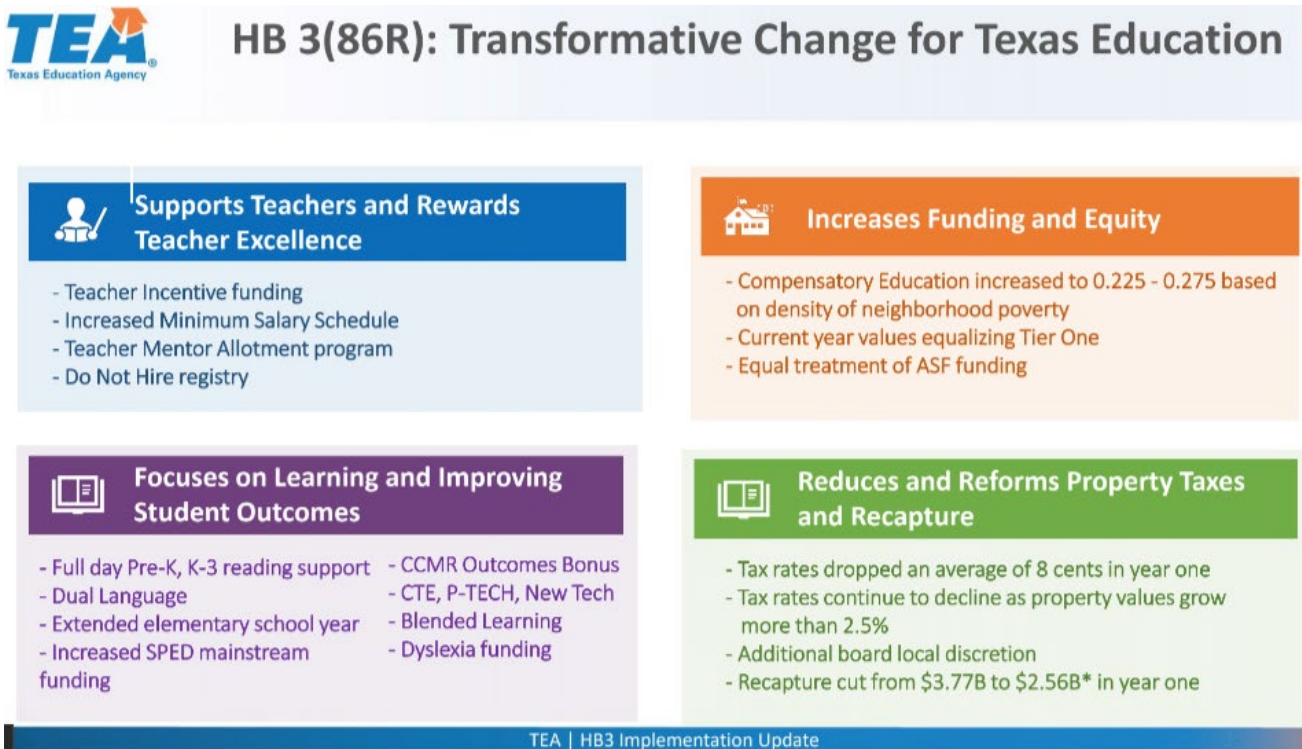 TEA®
Texas Education Agency
HB 3(86R): Transformative Change for Texas Education
Supports Teachers and Rewards
Teacher Excellence
- Teacher Incentive funding
- Increased Minimum Salary Schedule
- Teacher Mentor Allotment program
- Do Not Hire registry
Increases Funding and Equity
- Compensatory Education increased to 0.225 - 0.275 based
on density of neighborhood poverty
- Current year values equalizing Tier One
- Equal treatment of ASF funding
Focuses on Learning and Improving
Student Outcomes
- Full day Pre-K, K-3 reading support
- Dual Language
- Extended elementary school year
- Increased SPED mainstream
funding
- CCMR Outcomes Bonus
- CTE, P-TECH, New Tech
- Blended Learning
- Dyslexia funding
Reduces and Reforms Property Taxes
and Recapture
- Tax rates dropped an average of 8 cents in year one
- Tax rates continue to decline as property values grow
more than 2.5%
- Additional board local discretion
- Recapture cut from $3.77B to $2.56B* in year one
TEA | HB3 Implementation Update